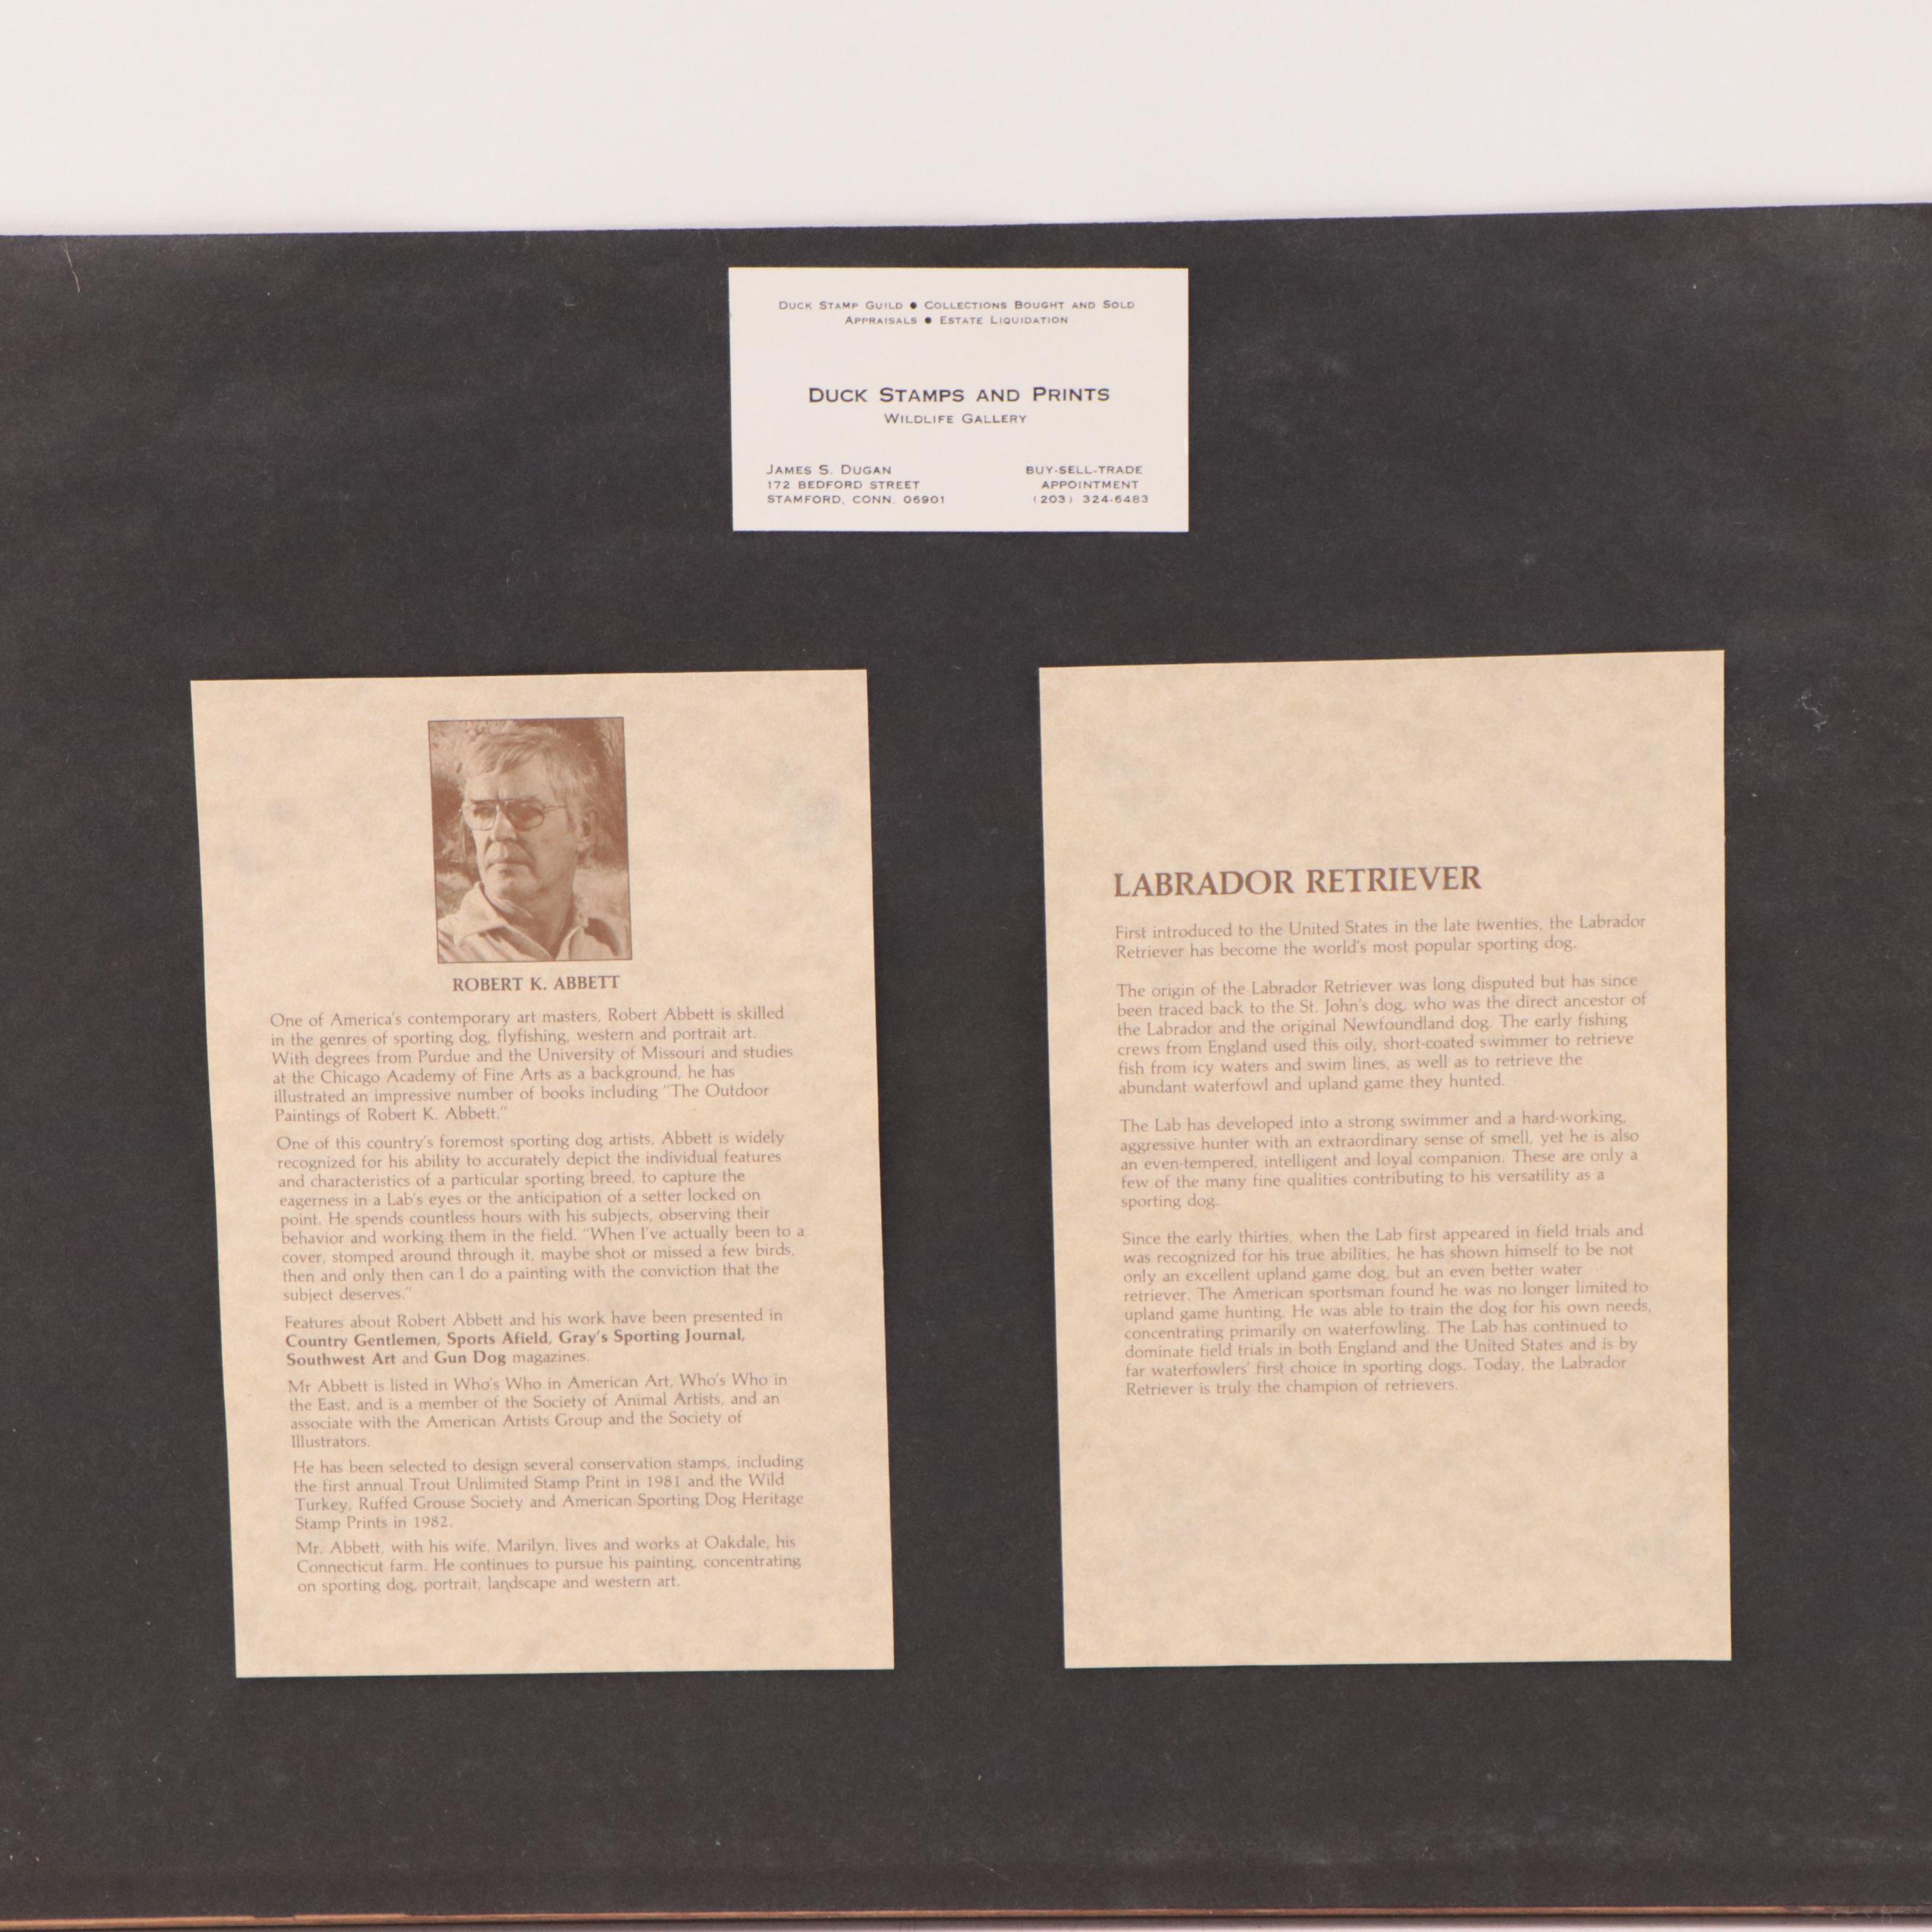 DUCK STAMP GUILD ● COLLECTIONS BOUGHT AND SOLD
APPRAISALS ● ESTATE LIQUIDATION
DUCK STAMPS AND PRINTS
WILDLIFE GALLERY
JAMES S. DUGAN
172 BEDFORD STREET
STAMFORD, CONN. 06901
BUY-SELL-TRADE
APPOINTMENT
(203) 324-6483
ROBERT K. ABBETT
One of America's contemporary art masters, Robert Abbett is skilled
in the genres of sporting dog, flyfishing, western and portrait art.
With degrees from Purdue and the University of Missouri and studies
at the Chicago Academy of Fine Arts as a background, he has
illustrated an impressive number of books including "The Outdoor
Paintings of Robert K. Abbett."
One of this country's foremost sporting dog artists, Abbett is widely
recognized for his ability to accurately depict the individual features
and characteristics of a particular sporting breed, to capture the
eagerness in a Lab's eyes or the anticipation of a setter locked on
point. He spends countless hours with his subjects, observing their
behavior and working them in the field. "When I've actually been to a
cover, stomped around through it, maybe shot or missed a few birds,
then and only then can I do a painting with the conviction that the
subject deserves."
Features about Robert Abbett and his work have been presented in
Country Gentlemen, Sports Afield, Gray's Sporting Journal,
Southwest Art and Gun Dog magazines.
Mr Abbett is listed in Who's Who in American Art, Who's Who in
the East, and is a member of the Society of Animal Artists, and an
associate with the American Artists Group and the Society of
Illustrators.
He has been selected to design several conservation stamps, including
the first annual Trout Unlimited Stamp Print in 1981 and the Wild
Turkey, Ruffed Grouse Society and American Sporting Dog Heritage
Stamp Prints in 1982.
Mr. Abbett, with his wife, Marilyn, lives and works at Oakdale, his
Connecticut farm. He continues to pursue his painting, concentrating
on sporting dog, portrait, landscape and western art.
LABRADOR RETRIEVER
First introduced to the United States in the late twenties, the Labrador
Retriever has become the world's most popular sporting dog.
The origin of the Labrador Retriever was long disputed but has since
been traced back to the St. John's dog, who was the direct ancestor of
the Labrador and the original Newfoundland dog. The early fishing
crews from England used this oily, short-coated swimmer to retrieve
fish from icy waters and swim lines, as well as to retrieve the
abundant waterfowl and upland game they hunted.
The Lab has developed into a strong swimmer and a hard-working,
aggressive hunter with an extraordinary sense of smell, yet he is also
an even-tempered, intelligent and loyal companion. These are only a
few of the many fine qualities contributing to his versatility as a
sporting dog.
Since the early thirties, when the Lab first appeared in field trials and
was recognized for his true abilities, he has shown himself to be not
only an excellent upland game dog, but an even better water
retriever. The American sportsman found he was no longer limited to
upland game hunting. He was able to train the dog for his own needs,
concentrating primarily on waterfowling. The Lab has continued to
dominate field trials in both England and the United States and is by
far waterfowlers' first choice in sporting dogs. Today, the Labrador
Retriever is truly the champion of retrievers.